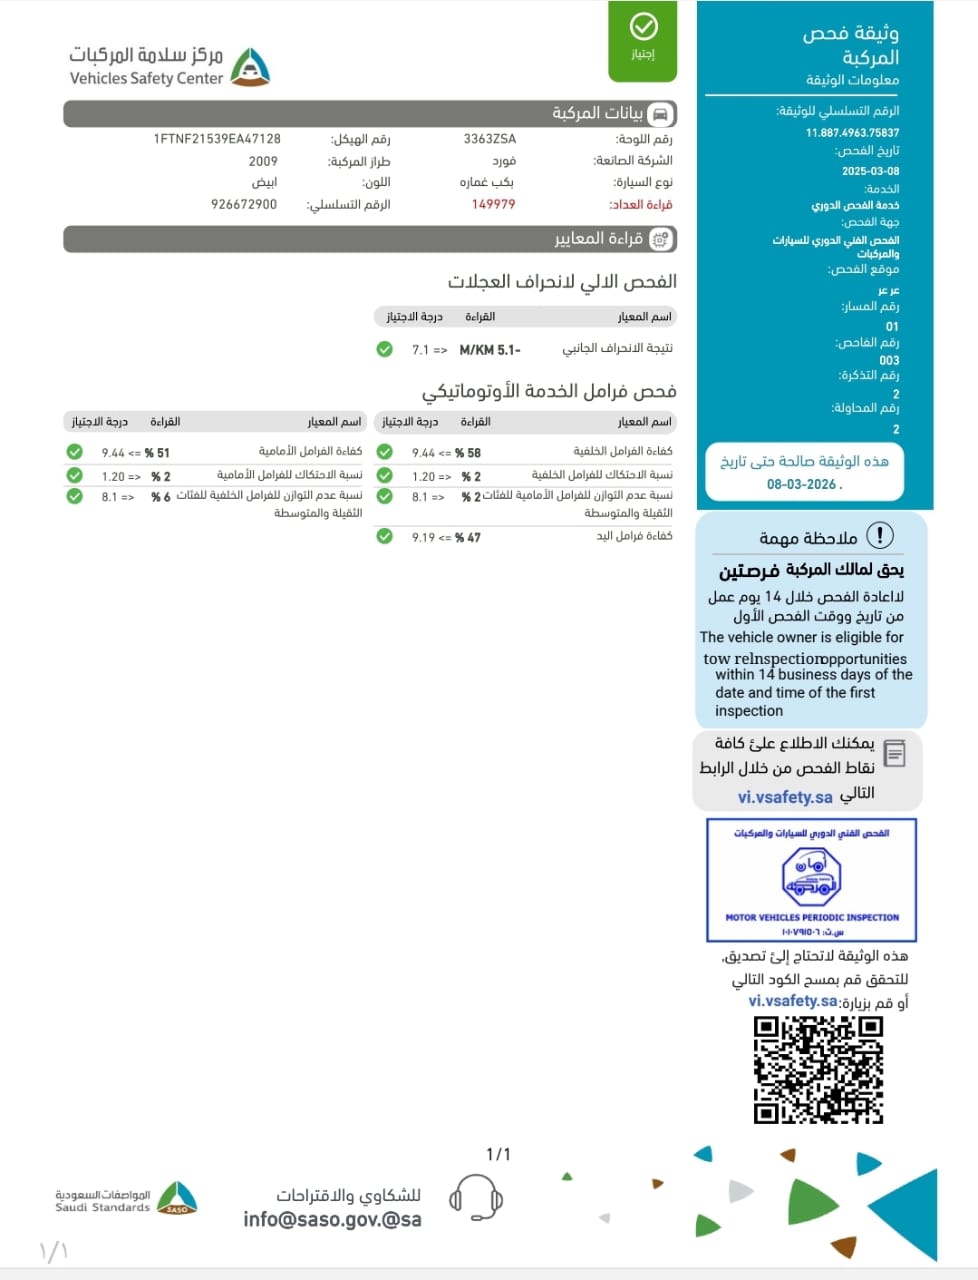 وثيقة فحص
المركبة
معلومات الوثيقة
الرقم التسلسلي للوثيقة:
11.887.4963.75837
تاريخ الفحص:
2025-03-08
الخدمة:
خدمة الفحص الدوري
جهة الفحص:
الفحص الفني الدوري للسيارات
والمركبات
موقع الفحص:
عر عر
رقم المسار:
01
رقم الفاحص:
003
رقم التذكرة:
2
رقم المحاولة:
2
هذه الوثيقة صالحة حتى تاريخ
08-03-2026 .
ملاحظة مهمة
يحق لمالك المركبة فرصتين
لاعادة الفحص خلال 14 يوم عمل
من تاريخ ووقت الفحص الأول
The vehicle owner is eligible for
tow reInspectionopportunities
within 14 business days of the
date and time of the first
inspection
يمكنك الاطلاع علئ كافة
نقاط الفحص من خلال الرابط
التالي vi.vsafety.sa
الفحص الفني الدوري للسيارات والمركبات
MOTOR VEHICLES PERIODIC INSPECTION
س.ت: ١٠١٠٧٩١٥٠٦
هذه الوثيقة لاتحتاج إلئ تصديق,
للتحقق قم بمسح الكود التالي
أو قم بزيارة:vi.vsafety.sa
إجتياز
مركز سلامة المركبات
Vehicles Safety Center
بيانات المركبة
رقم اللوحة: 3363ZSA رقم الهيكل: 1FTNF21539EA47128
الشركة الصانعة: فورد طراز المركبة: 2009
نوع السيارة: بكب غماره اللون: ابيض
قراءة العداد: 149979 الرقم التسلسلي: 926672900
قراءة المعايير
الفحص الالي لانحراف العجلات
اسم المعيار القراءة درجة الاجتياز
نتيجة الانحراف الجانبي M/KM 5.1- 7.1 =>
فحص فرامل الخدمة الأوتوماتيكي
اسم المعيار القراءة درجة الاجتياز اسم المعيار القراءة درجة الاجتياز
كفاءة الفرامل الخلفية % 58 9.44 <= كفاءة الفرامل الأمامية % 51 9.44 <=
نسبة الاحتكاك للفرامل الخلفية % 2 1.20 => نسبة الاحتكاك للفرامل الأمامية % 2 1.20 =>
نسبة عدم التوازن للفرامل الأمامية للفئات % 2 8.1 => نسبة عدم التوازن للفرامل الخلفية للفئات % 6 8.1 =>
الثقيلة والمتوسطة الثقيلة والمتوسطة
كفاءة فرامل اليد % 47 9.19 <=
1/1
للشكاوي والاقتراحات
info@saso.gov.@sa
المواصفات السعودية
Saudi Standards
SASO
١/١